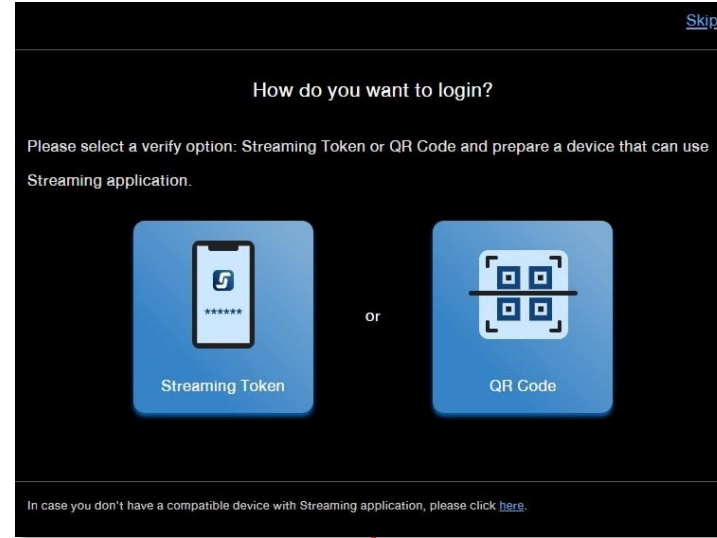 Skip
How do you want to login?
Please select a verify option: Streaming Token or QR Code and prepare a device that can use
Streaming application.
******
or
Streaming Token
QR Code
In case you don't have a compatible device with Streaming application, please click here.